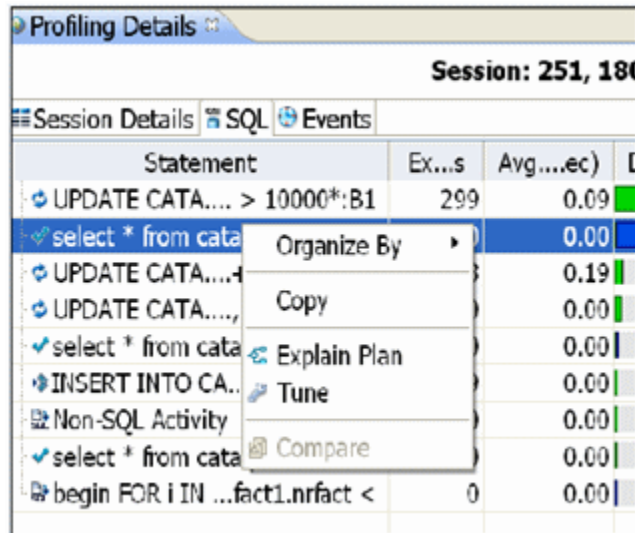 Profiling Details
Session: 251, 180
Session Details SQL Events
Statement Ex...s Avg....ec)
UPDATE CATA.... > 10000*:B1 299 0.09
select * from cata 0.00
Organize By
UPDATE CATA....+ 0.19
UPDATE CATA...., 0.00
Copy
select * from cata 0.00
Explain Plan
INSERT INTO CA.. 0.00
Tune
Non-SQL Activity 0.00
select * from cata 0.00
Compare
begin FOR i IN ...fact1.nrfact < 0 0.00